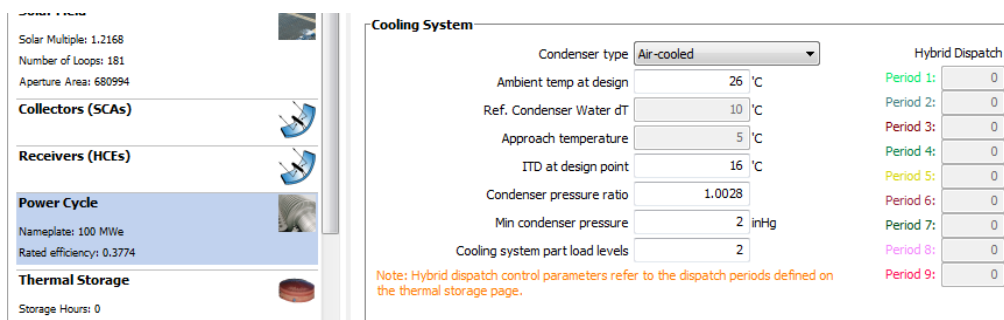 Solar Field
Solar Multiple: 1.2168
Number of Loops: 181
Aperture Area: 680994
Collectors (SCAs)
Receivers (HCEs)
Power Cycle
Nameplate: 100 MWe
Rated efficiency: 0.3774
Thermal Storage
Storage Hours: 0
Cooling System
Condenser type Air-cooled
Ambient temp at design 26 'C
Ref. Condenser Water dT 10 'C
Approach temperature 5 'C
ITD at design point 16 'C
Condenser pressure ratio 1.0028
Min condenser pressure 2 inHg
Cooling system part load levels 2
Note: Hybrid dispatch control parameters refer to the dispatch periods defined on
the thermal storage page.
Hybrid Dispatch
Period 1: 0
Period 2: 0
Period 3: 0
Period 4: 0
Period 5: 0
Period 6: 0
Period 7: 0
Period 8: 0
Period 9: 0